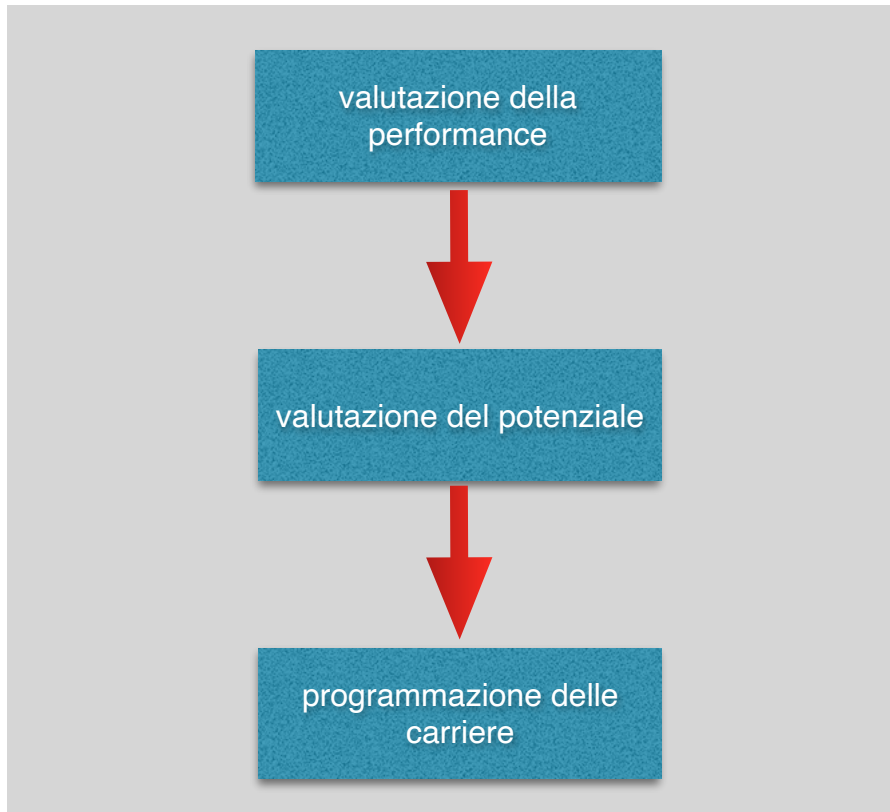 valutazione della
performance
valutazione del potenziale
programmazione delle
carriere